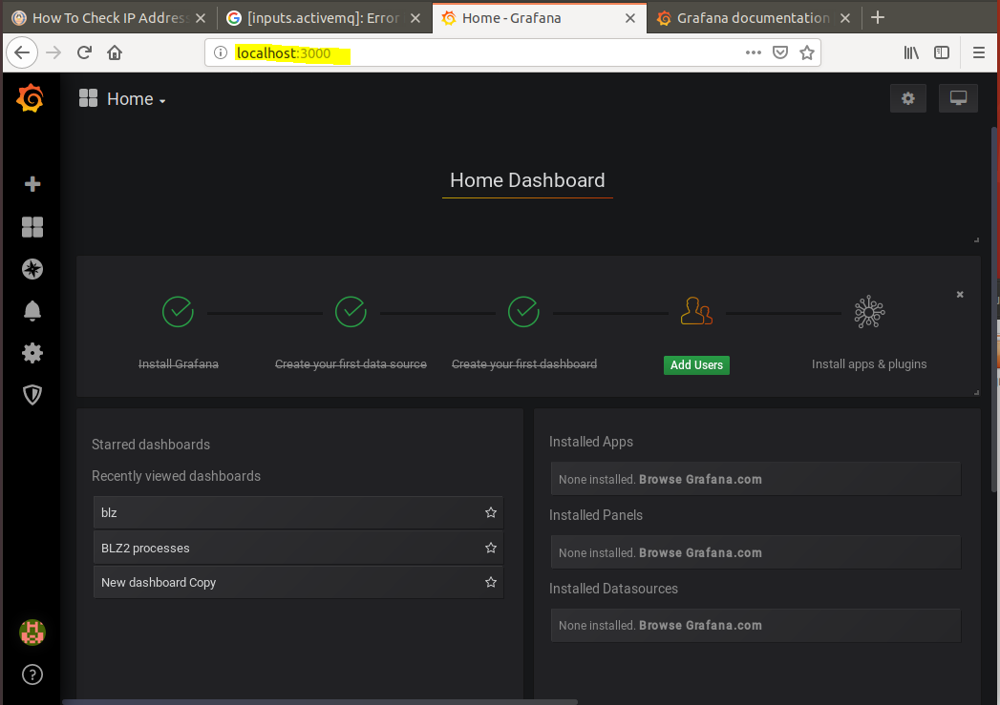 How To Check IP Addres
[inputs.activemq]: Error
Home - Grafana
Grafana documentation
localhost:3000
Home
Home Dashboard
Install Grafana
Create your first data source
Create your first dashboard
Add Users
Install apps & plugins
Starred dashboards
Recently viewed dashboards
blz
BLZ2 processes
New dashboard Copy
Installed Apps
None installed. Browse Grafana.com
Installed Panels
None installed. Browse Grafana.com
Installed Datasources
None installed. Browse Grafana.com